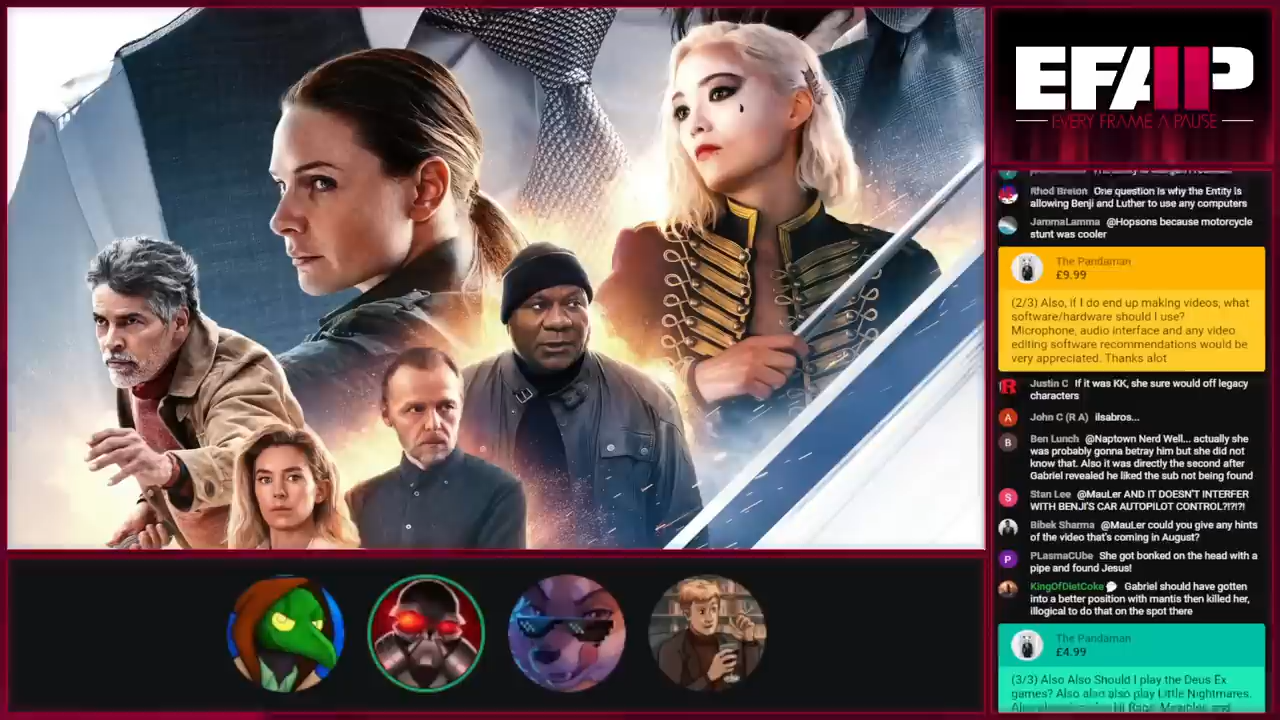 EFAP
EVERY FRAME A PAUSE
Rhod Breton One question is why the Entity is
allowing Benji and Luther to use any computers
JammaLamma @Hopsons because motorcycle
stunt was cooler
The Pandaman
£9.99
(2/3) Also, if I do end up making videos, what
software/hardware should I use?
Microphone, audio interface and any video
editing software recommendations would be
very appreciated. Thanks alot
Justin C If it was KK, she sure would off legacy
characters
A John C (R A) ilsabros...
B Ben Lunch @Naptown Nerd Well... actually she
was probably gonna betray him but she did not
know that. Also it was directly the second after
Gabriel revealed he liked the sub not being found
S Stan Lee @MauLer AND IT DOESN'T INTERFER
WITH BENJI'S CAR AUTOPILOT CONTROL?!?!?!
Bibek Sharma @MauLer could you give any hints
of the video that's coming in August?
P PLasmaCUbe She got bonked on the head with a
pipe and found Jesus!
KingOfDietCoke Gabriel should have gotten
into a better position with mantis then killed her,
illogical to do that on the spot there
The Pandaman
£4.99
(3/3) Also Also Should I play the Deus Ex
games? Also also also play Little Nightmares.